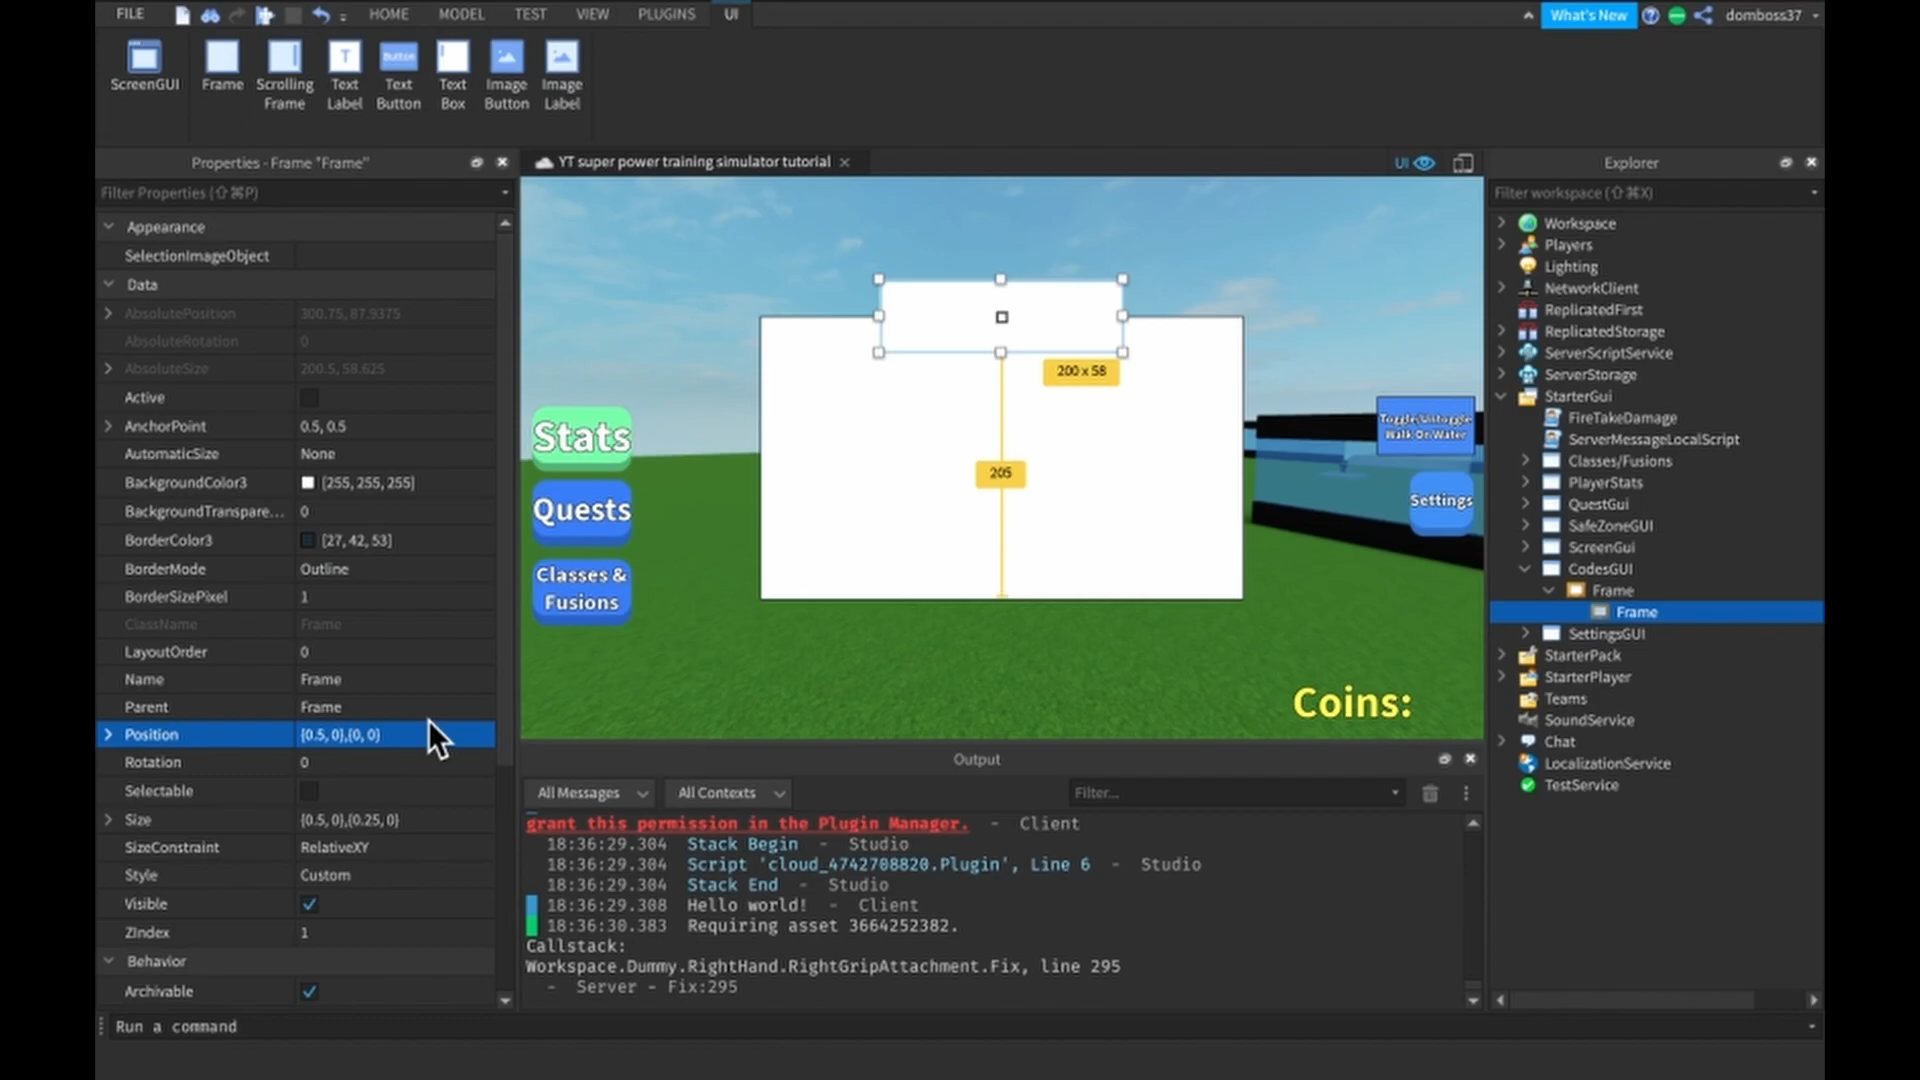 FILE
HOME
MODEL
TEST
VIEW
PLUGINS
UI
What's New
domboss37
ScreenGUI
Frame
Scrolling
Frame
T
Text
Label
Button
Text
Button
Text
Box
Image
Button
Image
Label
Properties - Frame "Frame"
Filter Properties (⇧⌘P)
Appearance
SelectionImageObject
Data
AbsolutePosition 300.75, 87.9375
AbsoluteRotation 0
AbsoluteSize 200.5, 58.625
Active
AnchorPoint 0.5, 0.5
AutomaticSize None
BackgroundColor3 [255, 255, 255]
BackgroundTranspare... 0
BorderColor3 [27, 42, 53]
BorderMode Outline
BorderSizePixel 1
ClassName Frame
LayoutOrder 0
Name Frame
Parent Frame
Position {0.5, 0},{0, 0}
Rotation 0
Selectable
Size {0.5, 0},{0.25, 0}
SizeConstraint RelativeXY
Style Custom
Visible
ZIndex 1
Behavior
Archivable
YT super power training simulator tutorial
UI
200 x 58
205
Stats
Quests
Classes &
Fusions
Toggle/Untoggle
Walk On Water
Settings
Coins:
Output
All Messages
All Contexts
Filter...
grant this permission in the Plugin Manager. - Client
18:36:29.304 Stack Begin - Studio
18:36:29.304 Script 'cloud_4742708820.Plugin', Line 6 - Studio
18:36:29.304 Stack End - Studio
18:36:29.308 Hello world! - Client
18:36:30.383 Requiring asset 3664252382.
Callstack:
Workspace.Dummy.RightHand.RightGripAttachment.Fix, line 295
- Server - Fix:295
Explorer
Filter workspace (⇧⌘X)
Workspace
Players
Lighting
NetworkClient
ReplicatedFirst
ReplicatedStorage
ServerScriptService
ServerStorage
StarterGui
FireTakeDamage
ServerMessageLocalScript
Classes/Fusions
PlayerStats
QuestGui
SafeZoneGUI
ScreenGui
CodesGUI
Frame
Frame
SettingsGUI
StarterPack
StarterPlayer
Teams
SoundService
Chat
LocalizationService
TestService
Run a command